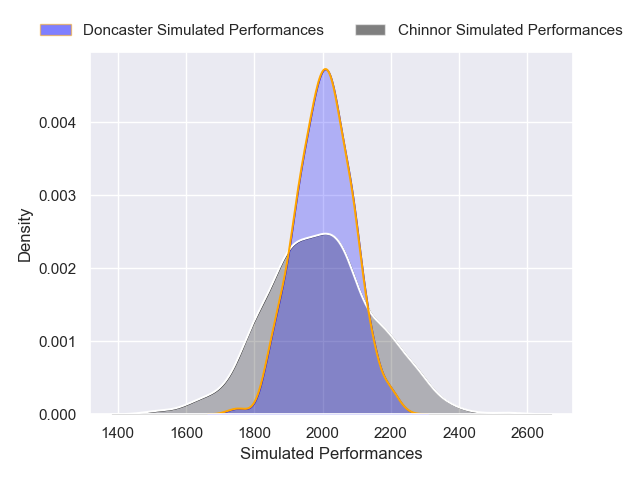 Doncaster Simulated Performances Chinnor Simulated Performances
0.004
0.003
0.002
0.001
0.000
Density
1400 1600 1800 2000 2200 2400 2600
Simulated Performances